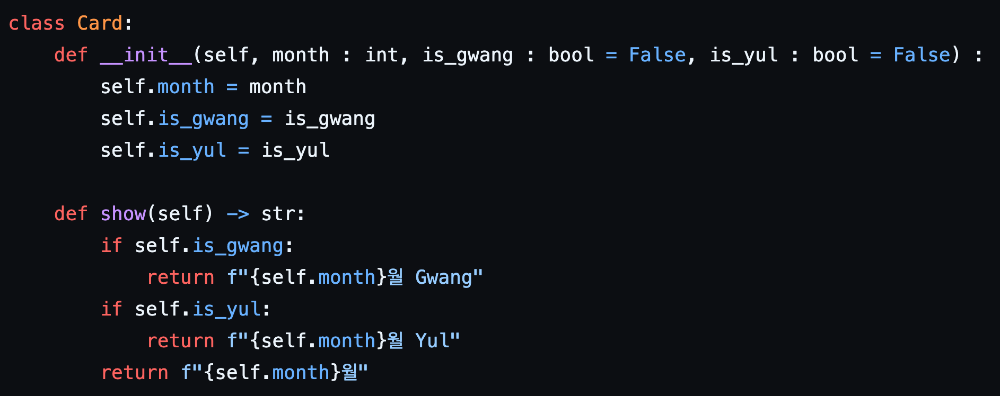 class Card:
    def __init__(self, month : int, is_gwang : bool = False, is_yul : bool = False) :
        self.month = month
        self.is_gwang = is_gwang
        self.is_yul = is_yul

    def show(self) -> str:
        if self.is_gwang:
            return f"{self.month}월 Gwang"
        if self.is_yul:
            return f"{self.month}월 Yul"
        return f"{self.month}월"